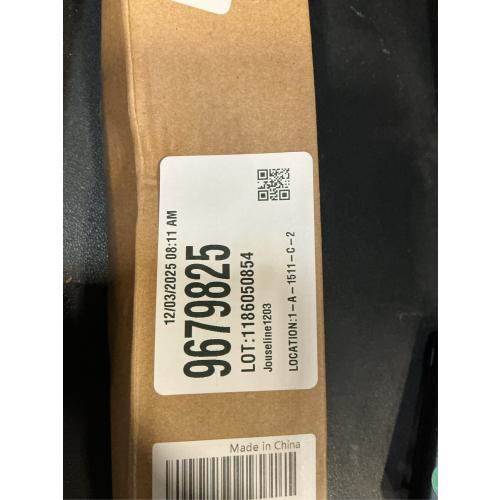 12/03/2025 08:11 AM
9679825
LOT:1186050854
Jouseline1203
LOCATION:1-A-1511-C-2
Made in China